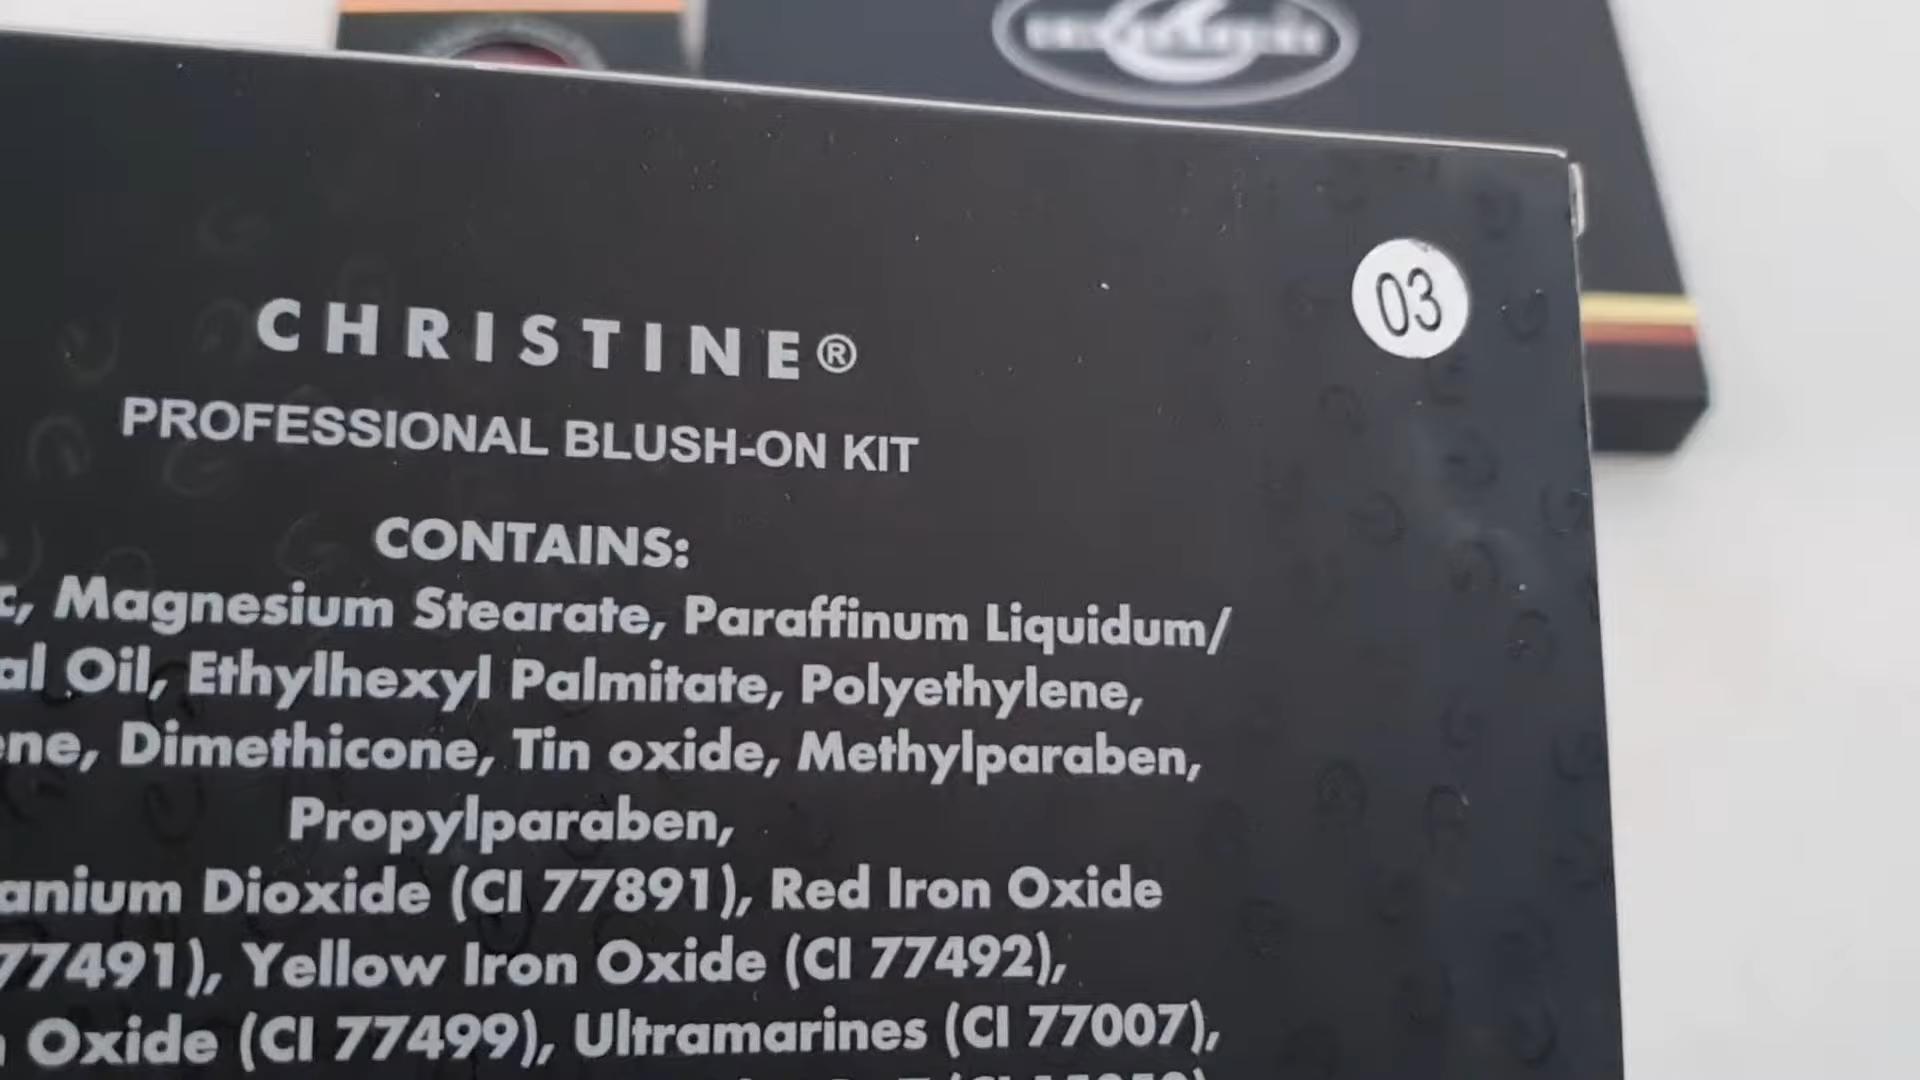 CHRISTINE®
03
PROFESSIONAL BLUSH-ON KIT
CONTAINS:
c, Magnesium Stearate, Paraffinum Liquidum/
al Oil, Ethylhexyl Palmitate, Polyethylene,
ene, Dimethicone, Tin oxide, Methylparaben,
Propylparaben,
anium Dioxide (CI 77891), Red Iron Oxide
77491), Yellow Iron Oxide (CI 77492),
n Oxide (CI 77499), Ultramarines (CI 77007),